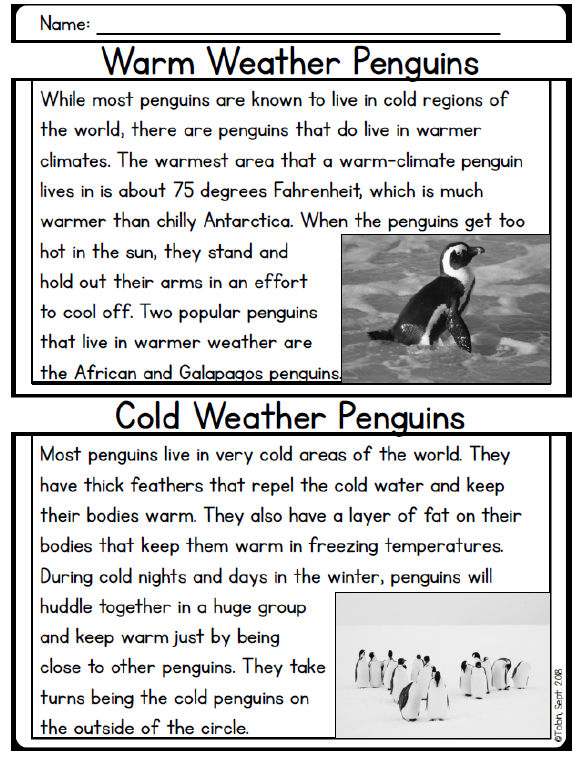 Name:
Warm Weather Penguins
While most penguins are known to live in cold regions of
the world, there are penguins that do live in warmer
climates. The warmest area that a warm-climate penguin
lives in is about 75 degrees Fahrenheit, which is much
warmer than chilly Antarctica. When the penguins get too
hot in the sun, they stand and
hold out their arms in an effort
to cool off. Two popular penguins
that live in warmer weather are
the African and Galapagos penguins.
Cold Weather Penguins
Most penguins live in very cold areas of the world. They
have thick feathers that repel the cold water and keep
their bodies warm. They also have a layer of fat on their
bodies that keep them warm in freezing temperatures.
During cold nights and days in the winter, penguins will
huddle together in a huge group
and keep warm just by being
close to other penguins. They take
turns being the cold penguins on
the outside of the circle.
©Tobin, Sept. 2018